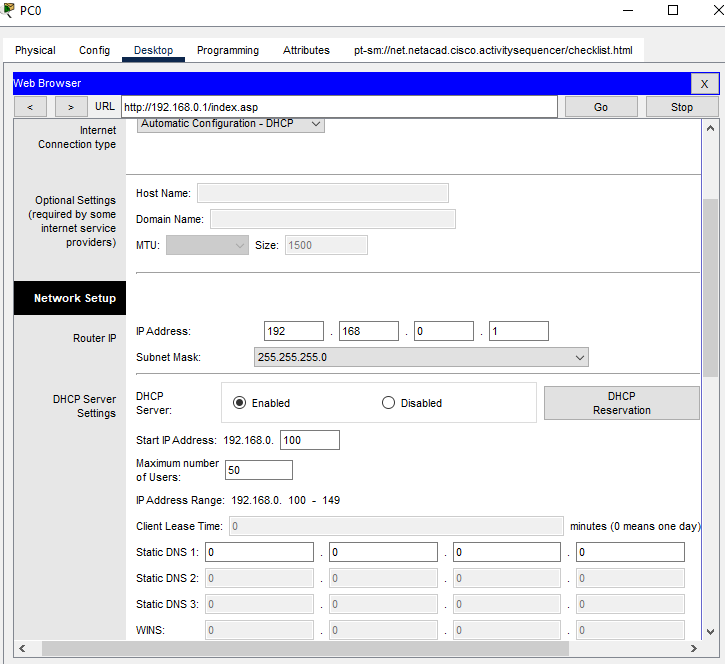 PC0
Physical Config Desktop Programming Attributes pt-sm://net.netacad.cisco.activitysequencer/checklist.html
Web Browser X
< > URL http://192.168.0.1/index.asp Go Stop
Internet Connection type
Automatic Configuration - DHCP
Optional Settings
(required by some
internet service
providers)
Host Name:
Domain Name:
MTU: Size: 1500
Network Setup
Router IP
IP Address: 192 . 168 . 0 . 1
Subnet Mask: 255.255.255.0
DHCP Server
Settings
DHCP
Server:
Enabled Disabled
DHCP
Reservation
Start IP Address: 192.168.0. 100
Maximum number
of Users: 50
IP Address Range: 192.168.0. 100 - 149
Client Lease Time: 0 minutes (0 means one day)
Static DNS 1: 0 . 0 . 0 . 0
Static DNS 2: 0 . 0 . 0 . 0
Static DNS 3: 0 . 0 . 0 . 0
WINS: 0 . 0 . 0 . 0